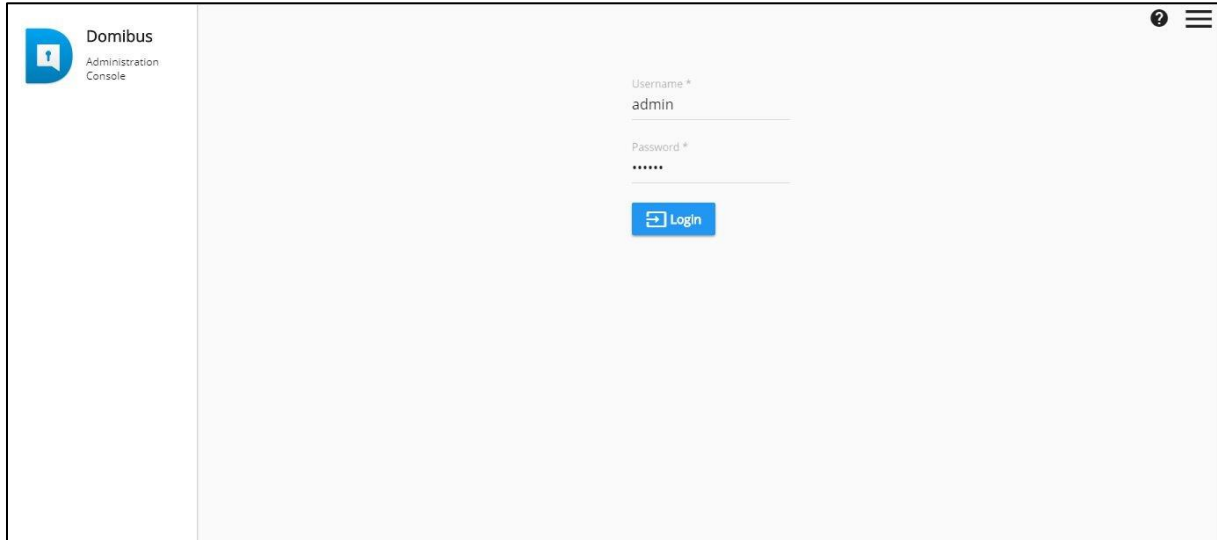 Domibus
Administration
Console
?
Username *
admin
Password *
••••••
Login